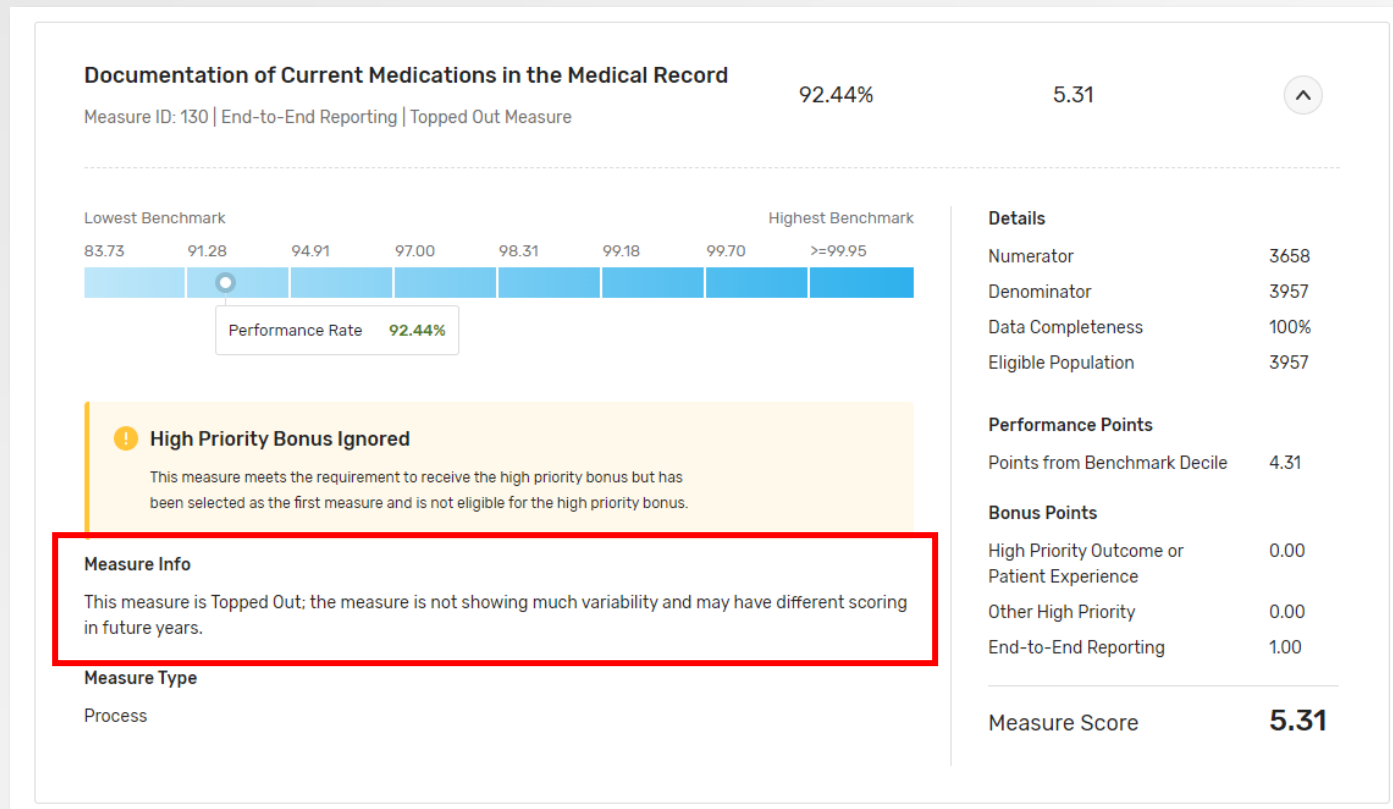 Documentation of Current Medications in the Medical Record
92.44%
5.31
Measure ID: 130 | End-to-End Reporting | Topped Out Measure
Lowest Benchmark
Highest Benchmark
83.73 91.28 94.91 97.00 98.31 99.18 99.70 >=99.95
Performance Rate 92.44%
High Priority Bonus Ignored
This measure meets the requirement to receive the high priority bonus but has
been selected as the first measure and is not eligible for the high priority bonus.
Measure Info
This measure is Topped Out; the measure is not showing much variability and may have different scoring
in future years.
Measure Type
Process
Details
Numerator 3658
Denominator 3957
Data Completeness 100%
Eligible Population 3957
Performance Points
Points from Benchmark Decile 4.31
Bonus Points
High Priority Outcome or 0.00
Patient Experience
Other High Priority 0.00
End-to-End Reporting 1.00
Measure Score 5.31